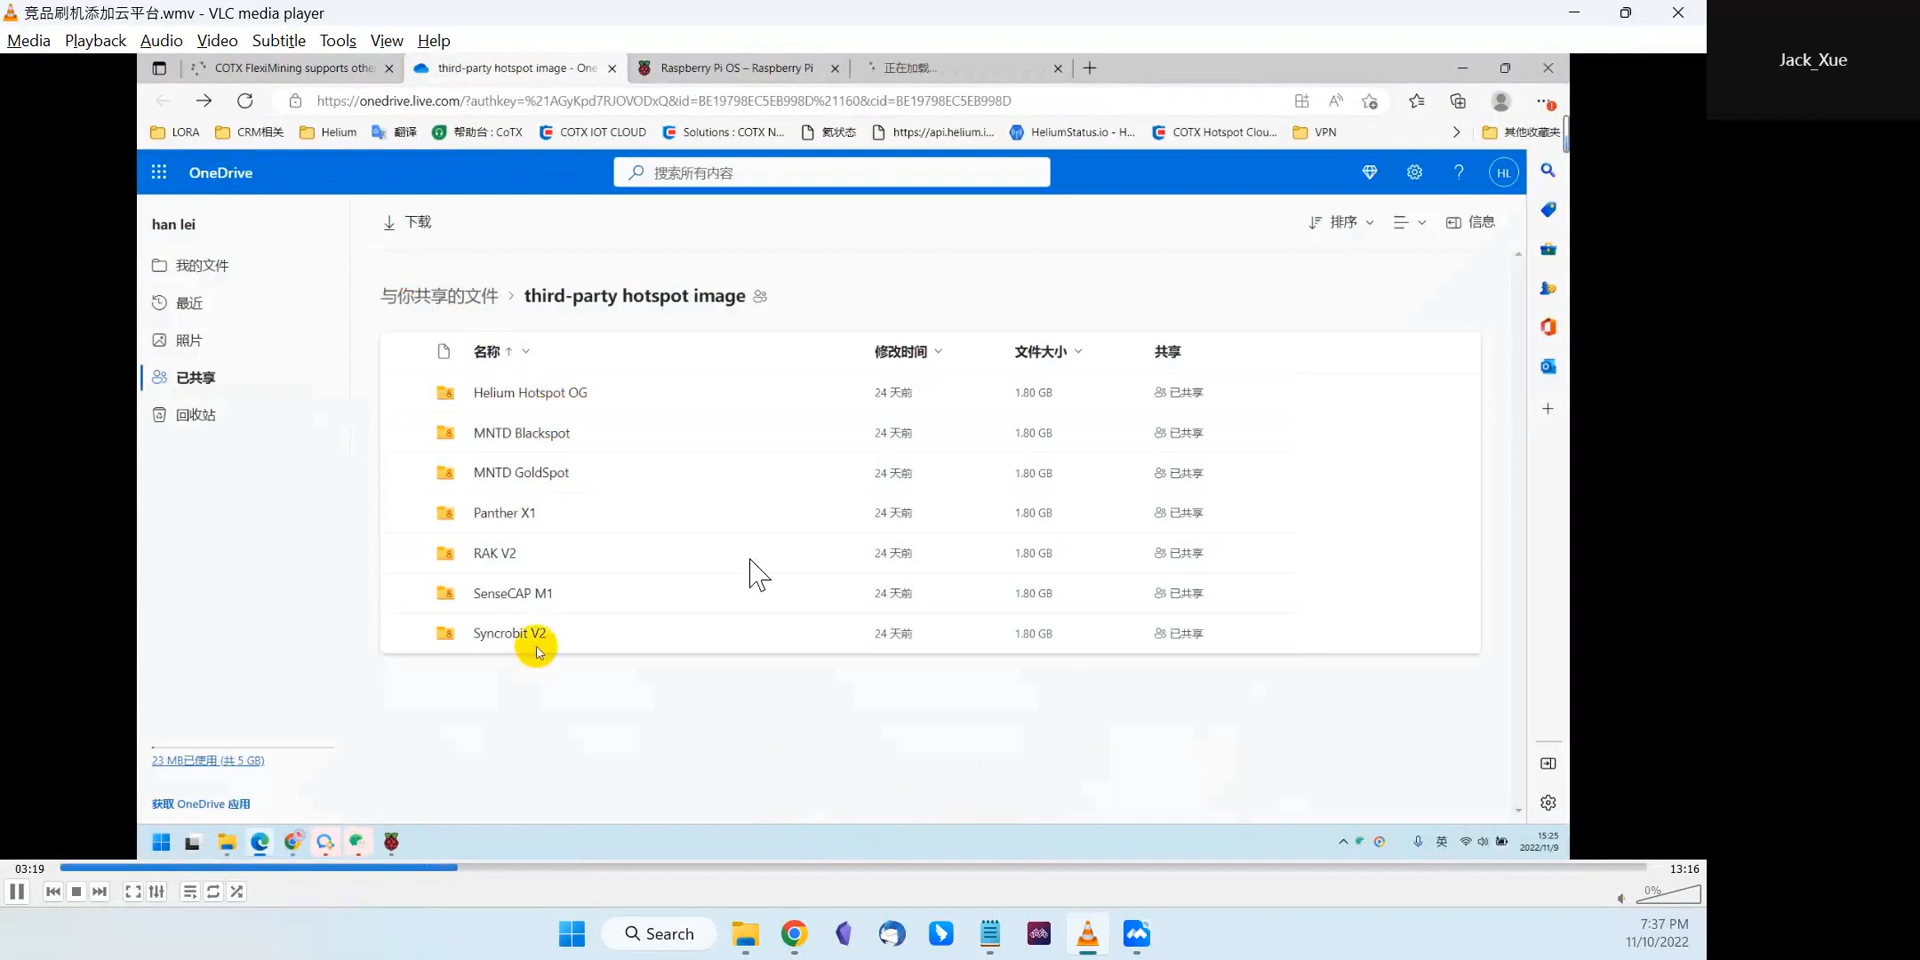 竞品刷机添加云平台.wmv - VLC media player
Jack_Xue
Media Playback Audio Video Subtitle Tools View Help
COTX FlexiMining supports othe
third-party hotspot image - One
Raspberry Pi OS – Raspberry Pi
正在加载...
https://onedrive.live.com/?authkey=%21AGyKpd7RJOVODxQ&id=BE19798EC5EB998D%21160&cid=BE19798EC5EB998D
LORA CRM相关 Helium 翻译 帮助台 : CoTX COTX IOT CLOUD Solutions : COTX N... 氦状态 https://api.helium.i... HeliumStatus.io - H... COTX Hotspot Clou... VPN 其他收藏夹
OneDrive
搜索所有内容
HL
han lei
下载
排序
信息
我的文件
最近
照片
已共享
回收站
与你共享的文件 > third-party hotspot image
名称 修改时间 文件大小 共享
Helium Hotspot OG 24 天前 1.80 GB 已共享
MNTD Blackspot 24 天前 1.80 GB 已共享
MNTD GoldSpot 24 天前 1.80 GB 已共享
Panther X1 24 天前 1.80 GB 已共享
RAK V2 24 天前 1.80 GB 已共享
SenseCAP M1 24 天前 1.80 GB 已共享
Syncrobit V2 24 天前 1.80 GB 已共享
23 MB已使用 (共 5 GB)
获取 OneDrive 应用
英
15:25
2022/11/9
03:19
13:16
0%
Search
7:37 PM
11/10/2022